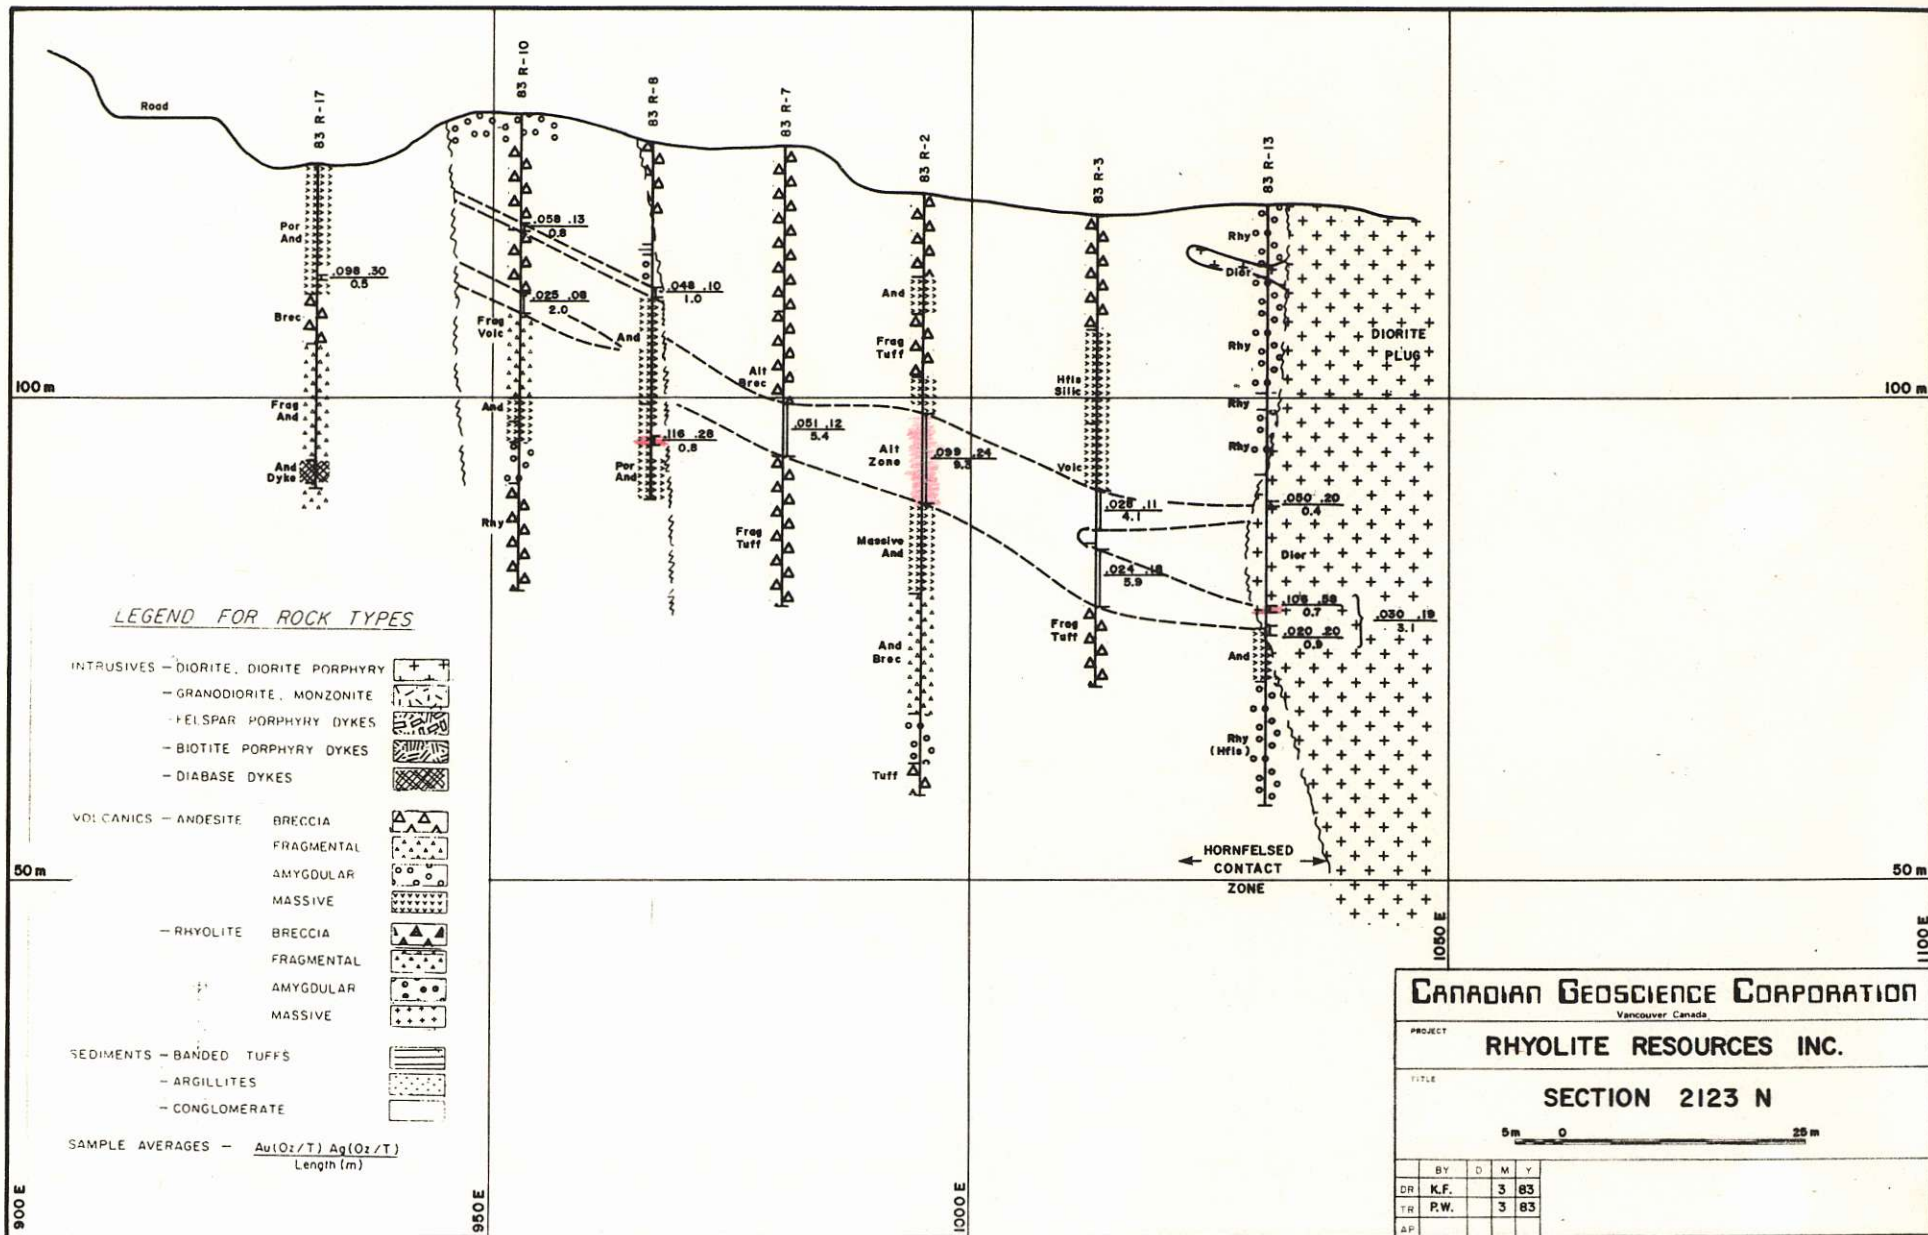 83 R-17
83 R-10
83 R-8
83 R-7
83 R-2
83 R-3
83 R-13
Road
Por
And
.098 .30
0.5
Brec
Frag
And
And
Dyke
.058 .13
0.8
.025 .08
2.0
Frag
Volc
And
Rhy
.048 .10
1.0
And
.116 .28
0.8
Por
And
Alt
Brec
.051 .12
5.4
Frag
Tuff
And
Frag
Tuff
Alt
Zone
.099 .24
9.3
Massive
And
And
Brec
Tuff
Hfls
Silic
Volc
.028 .11
4.1
.024 .18
5.9
Frag
Tuff
Rhy
Dior
Rhy
Rhy
Rhy
.050 .20
0.4
Dior
.106 .58
0.7
.020 .20
0.9
.030 .19
3.1
And
Rhy
(Hfls)
DIORITE
PLUG
HORNFELSED
CONTACT
ZONE
100 m
100 m
50 m
50 m
900 E
950 E
1000 E
1050 E
1100 E
LEGEND FOR ROCK TYPES
INTRUSIVES – DIORITE, DIORITE PORPHYRY
– GRANODIORITE, MONZONITE
- FELSPAR PORPHYRY DYKES
– BIOTITE PORPHYRY DYKES
– DIABASE DYKES
VOLCANICS – ANDESITE BRECCIA
FRAGMENTAL
AMYGDULAR
MASSIVE
– RHYOLITE BRECCIA
FRAGMENTAL
AMYGDULAR
MASSIVE
SEDIMENTS – BANDED TUFFS
– ARGILLITES
– CONGLOMERATE
SAMPLE AVERAGES – Au(Oz/T) Ag(Oz/T)
Length (m)
CANADIAN GEOSCIENCE CORPORATION
Vancouver Canada
PROJECT
RHYOLITE RESOURCES INC.
TITLE
SECTION 2123 N
5m 0 25m
BY D M Y
DR K.F. 3 83
TR P.W. 3 83
AP